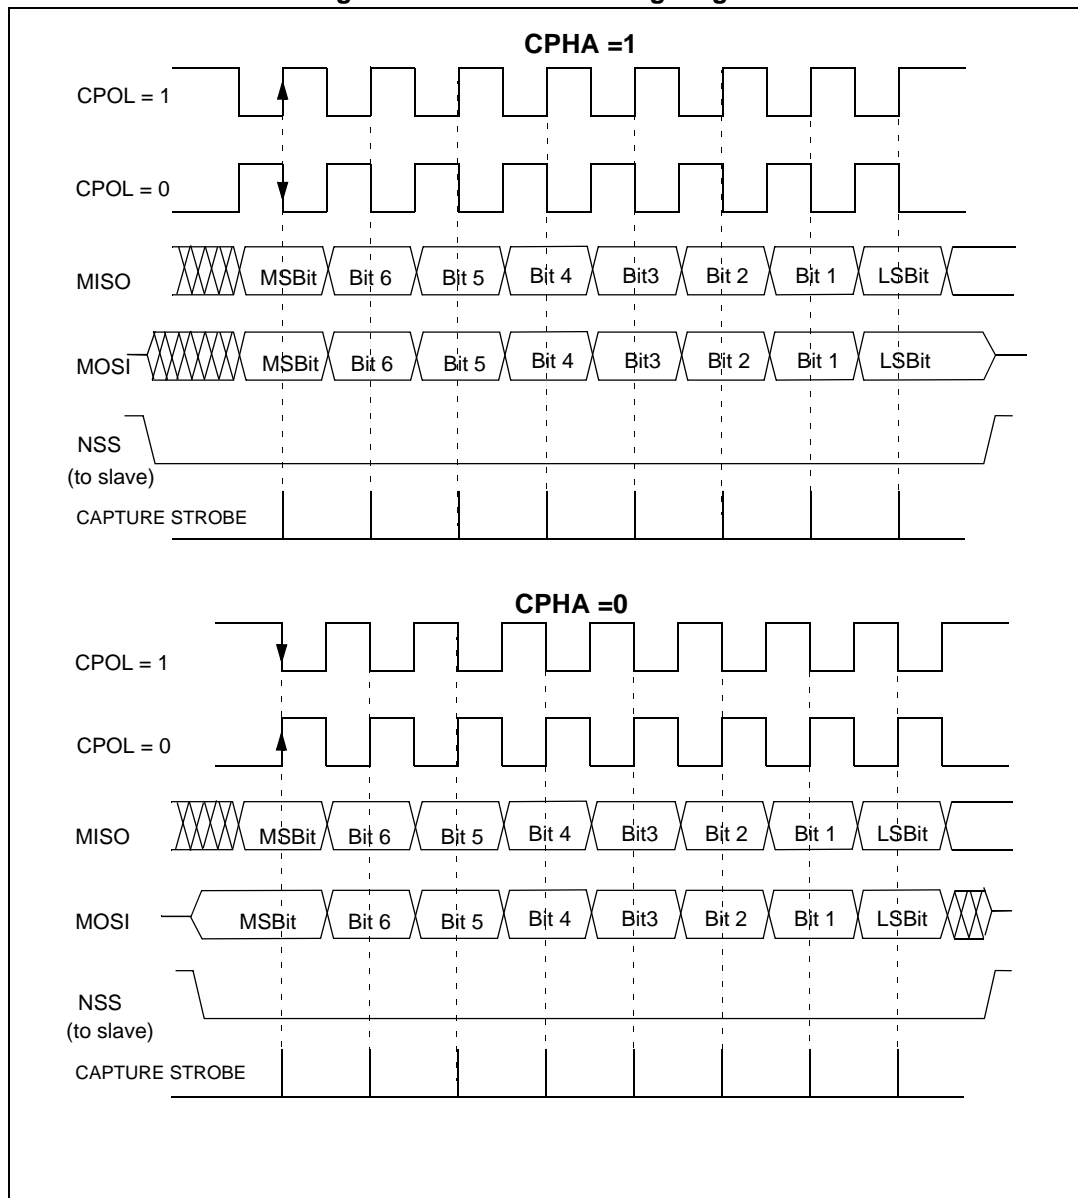 CPHA =1
CPOL = 1
CPOL = 0
MISO MSBit Bit 6 Bit 5 Bit 4 Bit3 Bit 2 Bit 1 LSBit
MOSI MSBit Bit 6 Bit 5 Bit 4 Bit3 Bit 2 Bit 1 LSBit
NSS
(to slave)
CAPTURE STROBE
CPHA =0
CPOL = 1
CPOL = 0
MISO MSBit Bit 6 Bit 5 Bit 4 Bit3 Bit 2 Bit 1 LSBit
MOSI MSBit Bit 6 Bit 5 Bit 4 Bit3 Bit 2 Bit 1 LSBit
NSS
(to slave)
CAPTURE STROBE